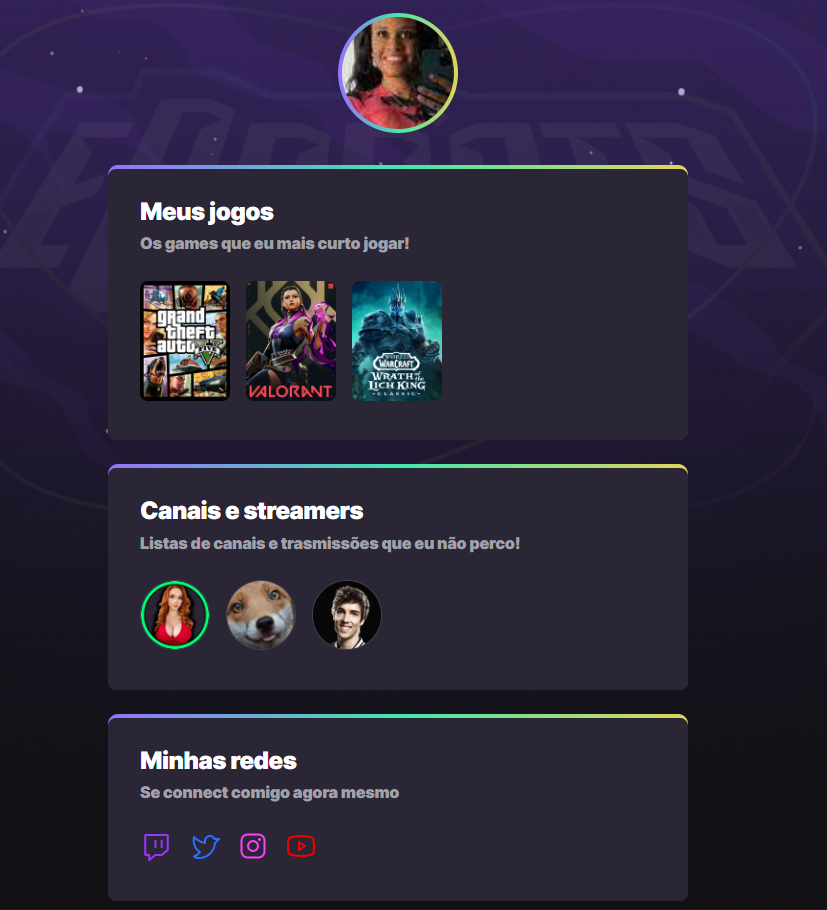 ESPORTS
Meus jogos
Os games que eu mais curto jogar!
grand
theft
auto
V
VALORANT
WORLD
WARCRAFT
WRATH of the
LICH KING
CLASSIC
Canais e streamers
Listas de canais e trasmissões que eu não perco!
Minhas redes
Se connect comigo agora mesmo